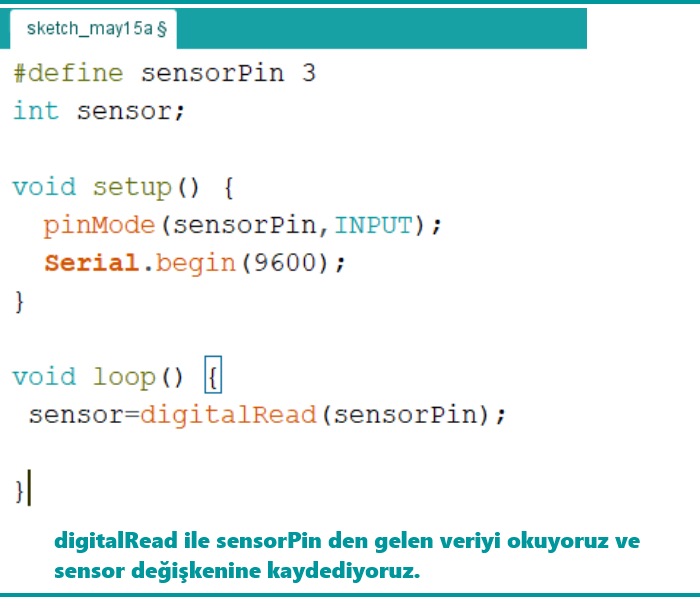 sketch_may15a §
#define sensorPin 3
int sensor;
void setup() {
pinMode(sensorPin,INPUT);
Serial.begin(9600);
}
void loop() {
sensor=digitalRead(sensorPin);
}
digitalRead ile sensorPin den gelen veriyi okuyoruz ve
sensor değişkenine kaydediyoruz.